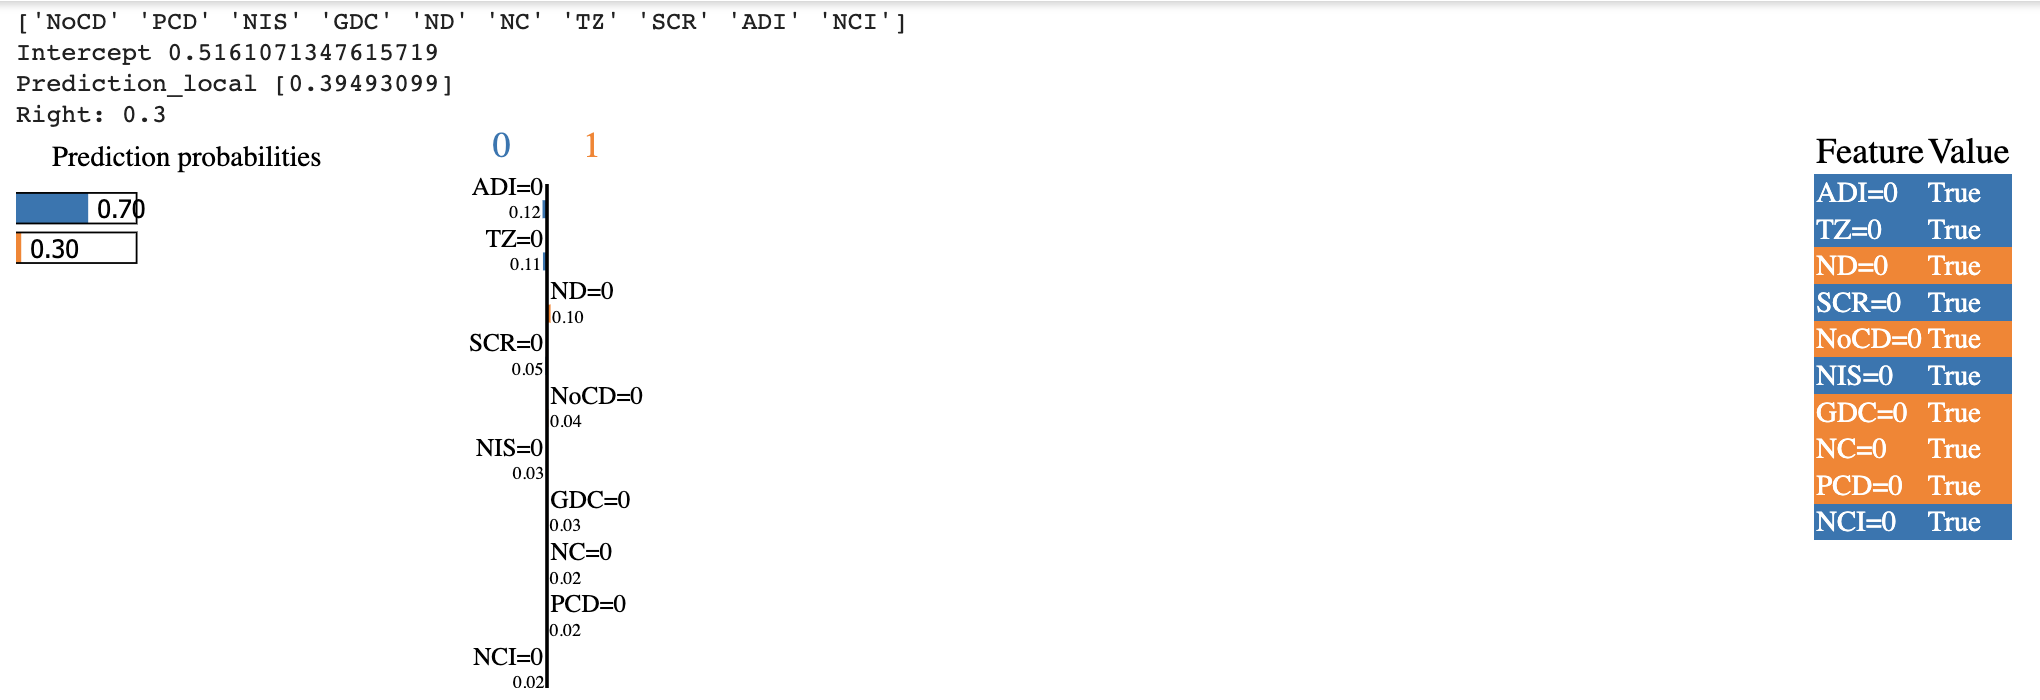 ['NoCD' 'PCD' 'NIS' 'GDC' 'ND' 'NC' 'TZ' 'SCR' 'ADI' 'NCI']
Intercept 0.5161071347615719
Prediction_local [0.39493099]
Right: 0.3
Prediction probabilities
0.70
0.30
0 1
ADI=0
0.12
TZ=0
0.11
ND=0
0.10
SCR=0
0.05
NoCD=0
0.04
NIS=0
0.03
GDC=0
0.03
NC=0
0.02
PCD=0
0.02
NCI=0
0.02
Feature Value
ADI=0 True
TZ=0 True
ND=0 True
SCR=0 True
NoCD=0 True
NIS=0 True
GDC=0 True
NC=0 True
PCD=0 True
NCI=0 True